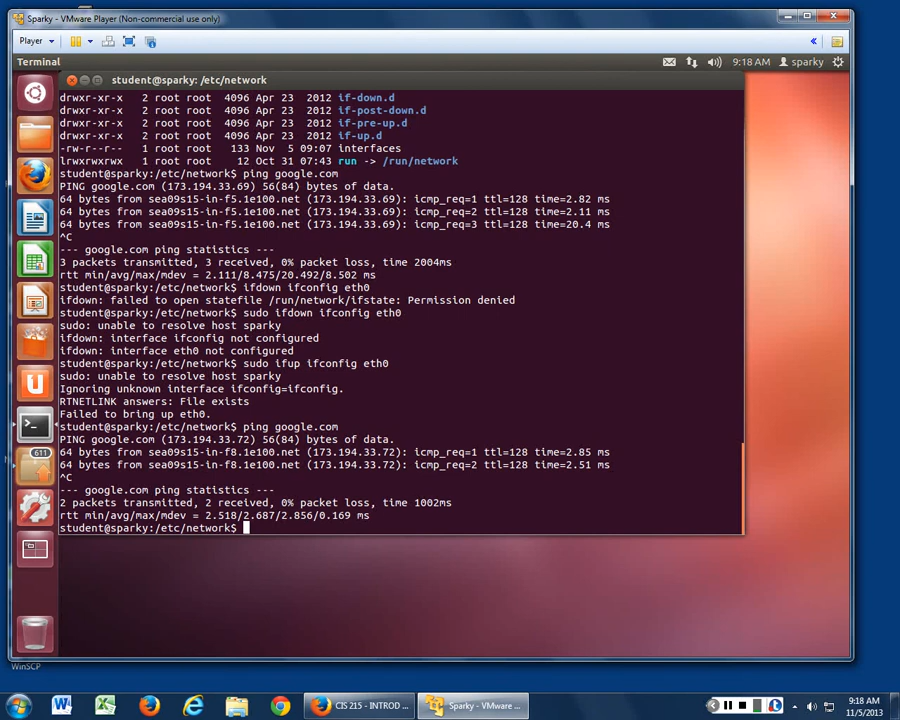 Sparky - VMware Player (Non-commercial use only)
Player
Terminal
9:18 AM
sparky
student@sparky: /etc/network
drwxr-xr-x 2 root root 4096 Apr 23 2012 if-down.d
drwxr-xr-x 2 root root 4096 Apr 23 2012 if-post-down.d
drwxr-xr-x 2 root root 4096 Apr 23 2012 if-pre-up.d
drwxr-xr-x 2 root root 4096 Apr 23 2012 if-up.d
-rw-r--r-- 1 root root 133 Nov 5 09:07 interfaces
lrwxrwxrwx 1 root root 12 Oct 31 07:43 run -> /run/network
student@sparky:/etc/network$ ping google.com
PING google.com (173.194.33.69) 56(84) bytes of data.
64 bytes from sea09s15-in-f5.1e100.net (173.194.33.69): icmp_req=1 ttl=128 time=2.82 ms
64 bytes from sea09s15-in-f5.1e100.net (173.194.33.69): icmp_req=2 ttl=128 time=2.11 ms
64 bytes from sea09s15-in-f5.1e100.net (173.194.33.69): icmp_req=3 ttl=128 time=20.4 ms
^C
--- google.com ping statistics ---
3 packets transmitted, 3 received, 0% packet loss, time 2004ms
rtt min/avg/max/mdev = 2.111/8.475/20.492/8.502 ms
student@sparky:/etc/network$ ifdown ifconfig eth0
ifdown: failed to open statefile /run/network/ifstate: Permission denied
student@sparky:/etc/network$ sudo ifdown ifconfig eth0
sudo: unable to resolve host sparky
ifdown: interface ifconfig not configured
ifdown: interface eth0 not configured
student@sparky:/etc/network$ sudo ifup ifconfig eth0
sudo: unable to resolve host sparky
Ignoring unknown interface ifconfig=ifconfig.
RTNETLINK answers: File exists
Failed to bring up eth0.
student@sparky:/etc/network$ ping google.com
PING google.com (173.194.33.72) 56(84) bytes of data.
64 bytes from sea09s15-in-f8.1e100.net (173.194.33.72): icmp_req=1 ttl=128 time=2.85 ms
64 bytes from sea09s15-in-f8.1e100.net (173.194.33.72): icmp_req=2 ttl=128 time=2.51 ms
^C
--- google.com ping statistics ---
2 packets transmitted, 2 received, 0% packet loss, time 1002ms
rtt min/avg/max/mdev = 2.518/2.687/2.856/0.169 ms
student@sparky:/etc/network$
611
WinSCP
CIS 215 - INTROD ...
Sparky - VMware ...
9:18 AM
11/5/2013